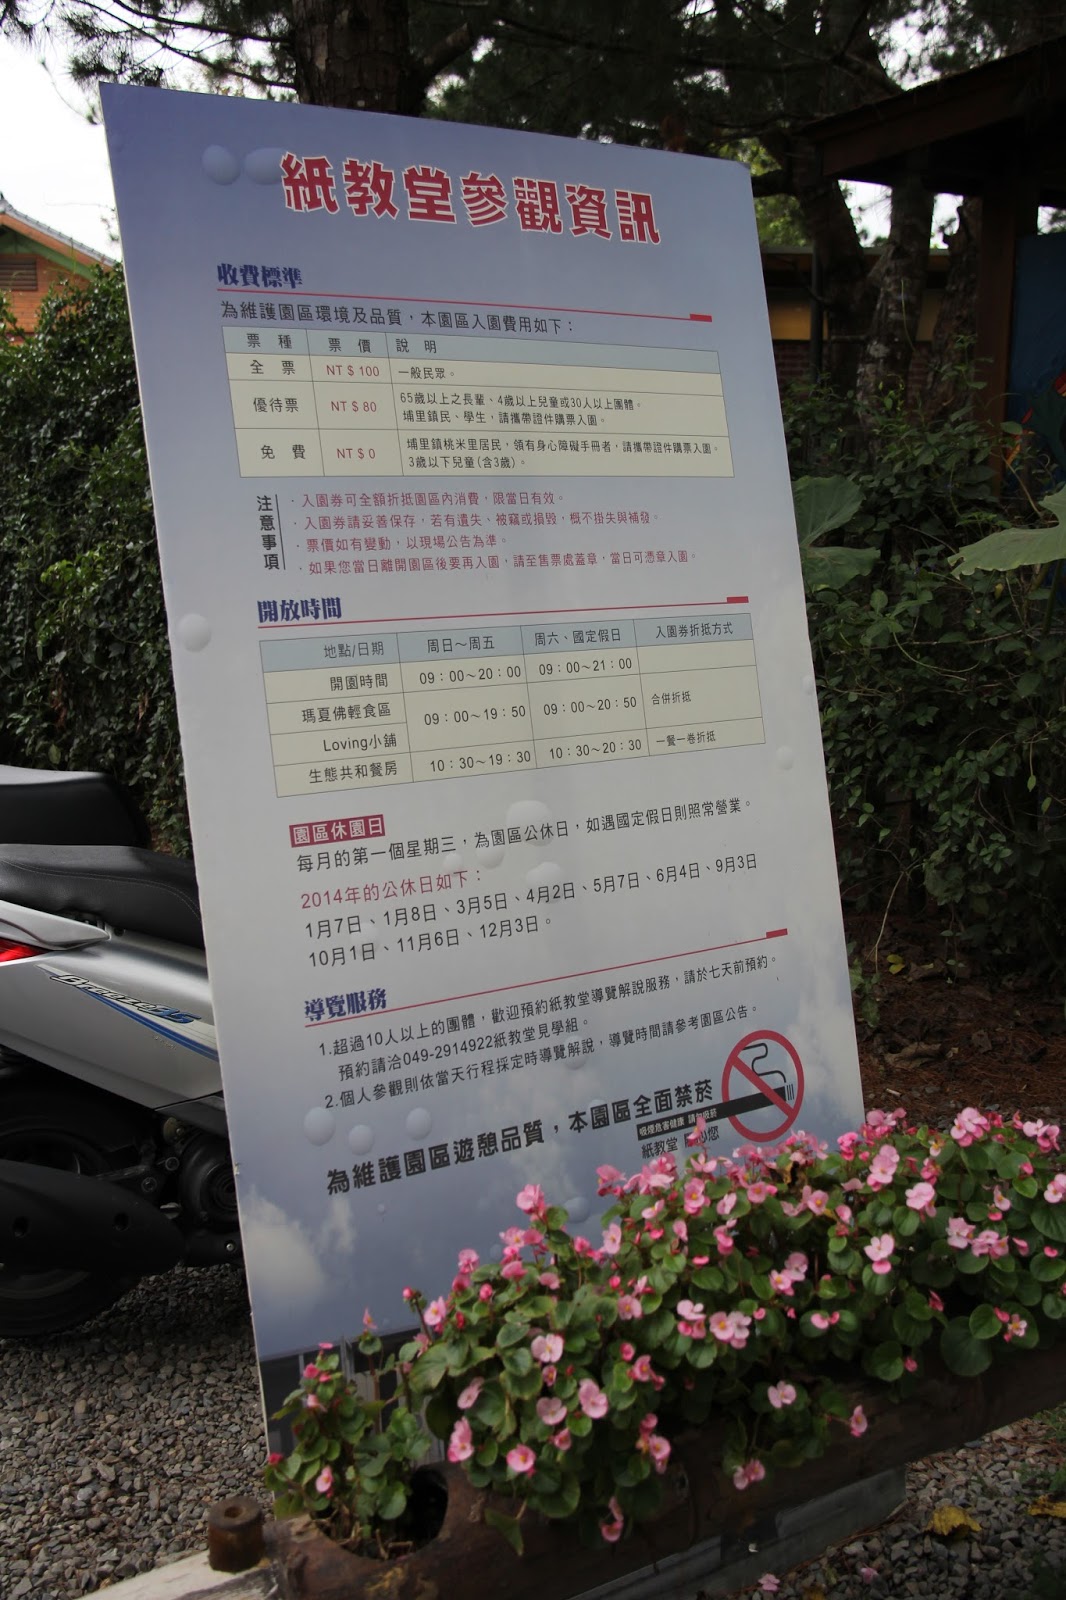 紙教堂參觀資訊
收費標準
為維護園區環境及品質，本園區入園費用如下：
票 種 票 價 說 明
全 票 NT $ 100 一般民眾。
優待票 NT $ 80 65歲以上之長輩、4歲以上兒童或30人以上團體。
埔里鎮民、學生，請攜帶證件購票入園。
免 費 NT $ 0 埔里鎮桃米里居民，領有身心障礙手冊者，請攜帶證件購票入園。
3歲以下兒童(含3歲)。
注意事項
．入園券可全額折抵園區內消費，限當日有效。
．入園券請妥善保存，若有遺失、被竊或損毀，概不掛失與補發。
．票價如有變動，以現場公告為準。
．如果您當日離開園區後要再入園，請至售票處蓋章，當日可憑章入園。
開放時間
地點/日期 周日～周五 周六、國定假日 入園券折抵方式
開園時間 09：00～20：00 09：00～21：00
瑪夏佛輕食區 09：00～19：50 09：00～20：50 合併折抵
Loving小舖
生態共和餐房 10：30～19：30 10：30～20：30 一餐一卷折抵
園區休園日
每月的第一個星期三，為園區公休日，如遇國定假日則照常營業。
2014年的公休日如下：
1月7日、1月8日、3月5日、4月2日、5月7日、6月4日、9月3日
10月1日、11月6日、12月3日。
導覽服務
1.超過10人以上的團體，歡迎預約紙教堂導覽解說服務，請於七天前預約。
預約請洽049-2914922紙教堂見學組。
2.個人參觀則依當天行程採定時導覽解說，導覽時間請參考園區公告。
為維護園區遊憩品質，本園區全面禁菸
吸煙危害健康 請勿吸菸
紙教堂 心您